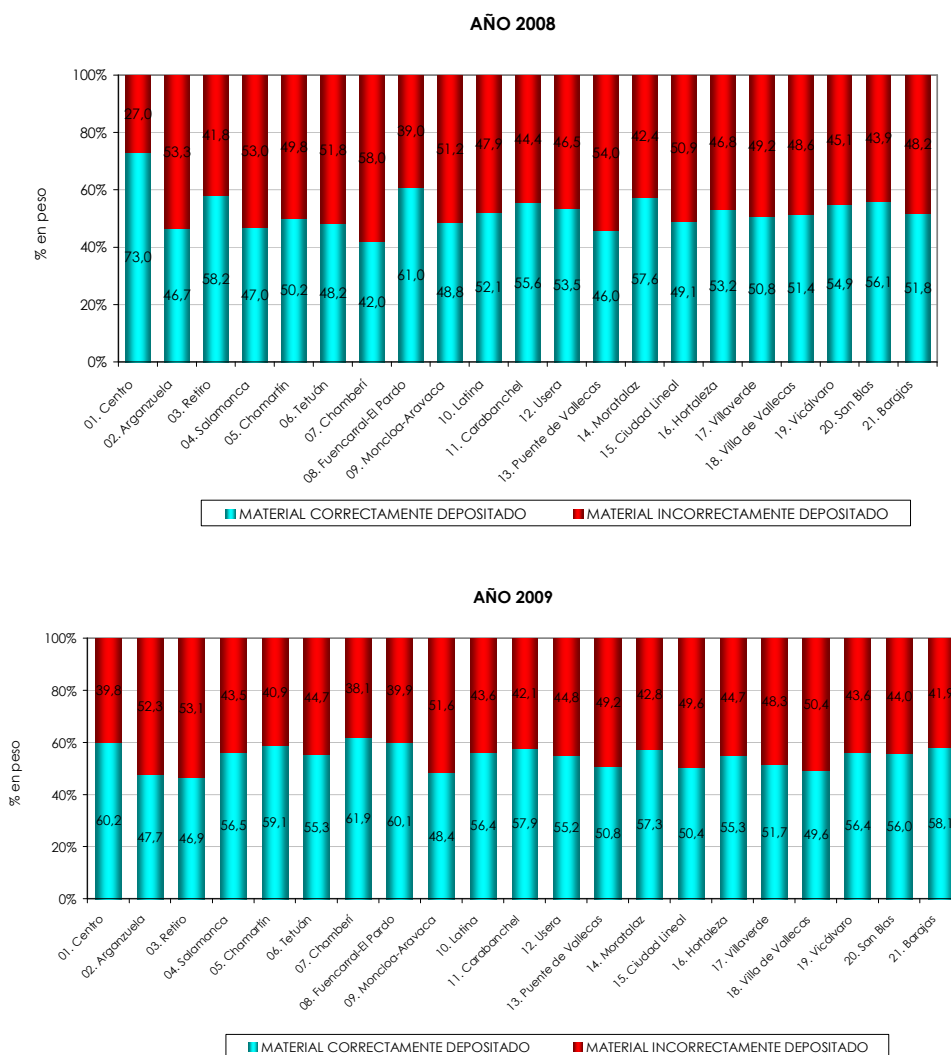 AÑO 2008
% en peso
100%
80%
60%
40%
20%
0%
27,0 53,3 41,8 53,0 49,8 51,8 58,0 39,0 51,2 47,9 44,4 46,5 54,0 42,4 50,9 46,8 49,2 48,6 45,1 43,9 48,2
73,0 46,7 58,2 47,0 50,2 48,2 42,0 61,0 48,8 52,1 55,6 53,5 46,0 57,6 49,1 53,2 50,8 51,4 54,9 56,1 51,8
01. Centro
02. Arganzuela
03. Retiro
04. Salamanca
05. Chamartín
06. Tetuán
07. Chamberí
08. Fuencarral-El Pardo
09. Moncloa-Aravaca
10. Latina
11. Carabanchel
12. Usera
13. Puente de Vallecas
14. Moratalaz
15. Ciudad Lineal
16. Hortaleza
17. Villaverde
18. Villa de Vallecas
19. Vicálvaro
20. San Blas
21. Barajas
MATERIAL CORRECTAMENTE DEPOSITADO MATERIAL INCORRECTAMENTE DEPOSITADO
AÑO 2009
% en peso
100%
80%
60%
40%
20%
0%
39,8 52,3 53,1 43,5 40,9 44,7 38,1 39,9 51,6 43,6 42,1 44,8 49,2 42,8 49,6 44,7 48,3 50,4 43,6 44,0 41,9
60,2 47,7 46,9 56,5 59,1 55,3 61,9 60,1 48,4 56,4 57,9 55,2 50,8 57,3 50,4 55,3 51,7 49,6 56,4 56,0 58,1
01. Centro
02. Arganzuela
03. Retiro
04. Salamanca
05. Chamartín
06. Tetuán
07. Chamberí
08. Fuencarral-El Pardo
09. Moncloa-Aravaca
10. Latina
11. Carabanchel
12. Usera
13. Puente de Vallecas
14. Moratalaz
15. Ciudad Lineal
16. Hortaleza
17. Villaverde
18. Villa de Vallecas
19. Vicálvaro
20. San Blas
21. Barajas
MATERIAL CORRECTAMENTE DEPOSITADO MATERIAL INCORRECTAMENTE DEPOSITADO